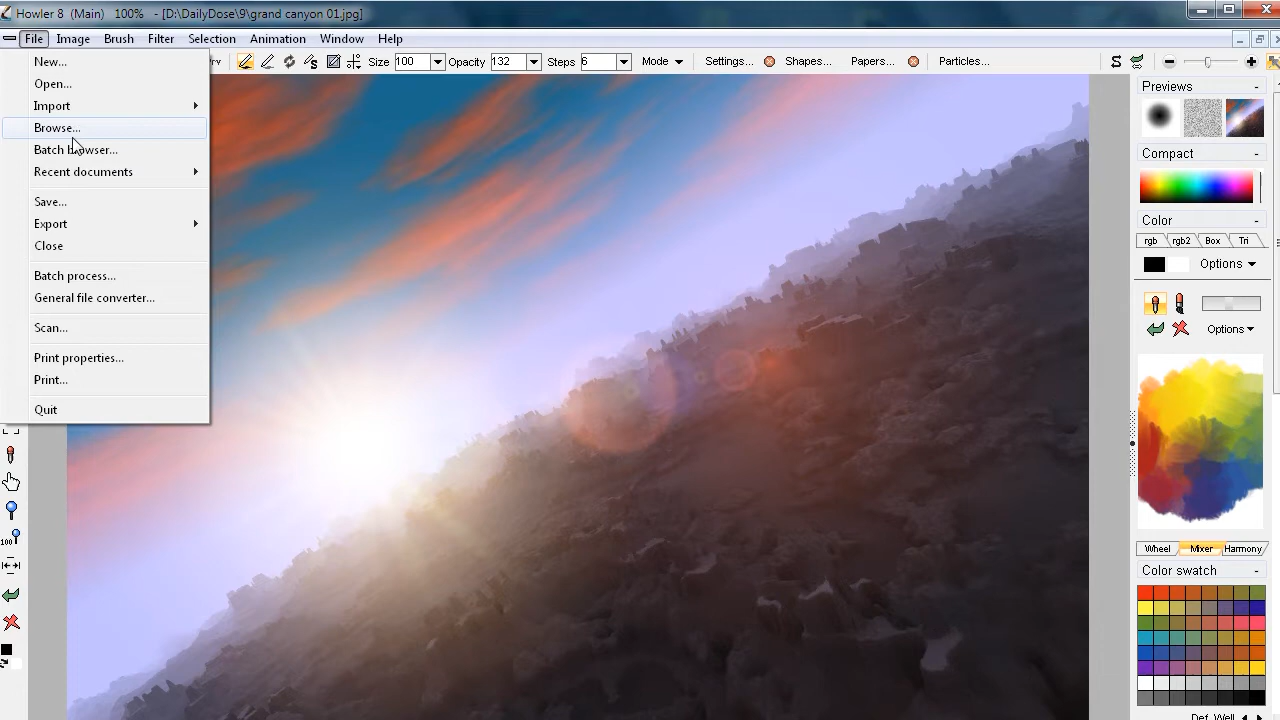 Howler 8 (Main) 100% - [D:\DailyDose\9\grand canyon 01.jpg]
File Image Brush Filter Selection Animation Window Help
Size 100 Opacity 132 Steps 6 Mode Settings... Shapes... Papers... Particles...
New...
Open...
Import
Browse...
Batch browser...
Recent documents
Save...
Export
Close
Batch process...
General file converter...
Scan...
Print properties...
Print...
Quit
100
Previews
Compact
Color
rgb rgb2 Box Tri
Options
Options
Wheel Mixer Harmony
Color swatch
Def. Well